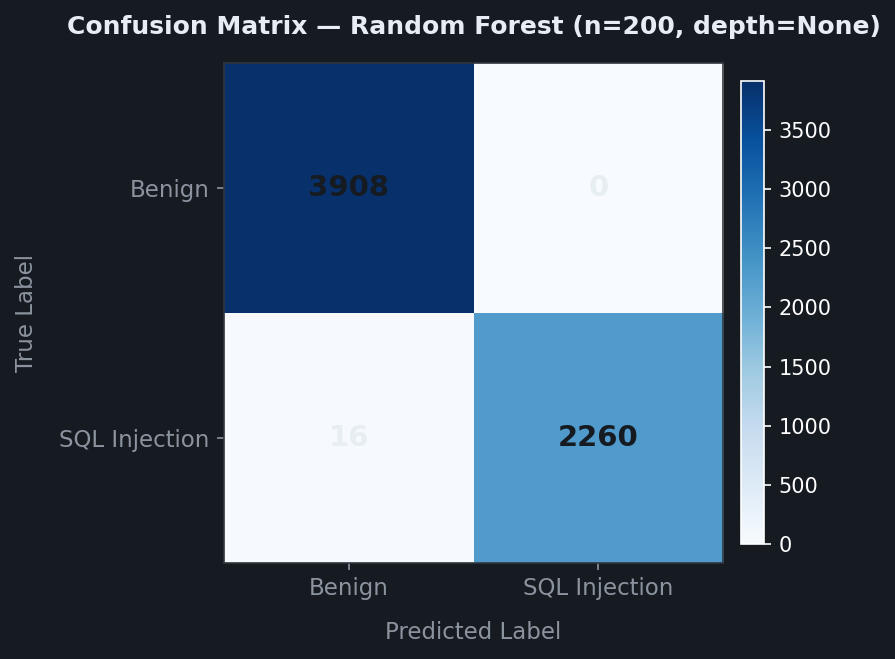 Confusion Matrix — Random Forest (n=200, depth=None)
True Label
Benign
3908
0
SQL Injection
16
2260
Benign
SQL Injection
Predicted Label
3500
3000
2500
2000
1500
1000
500
0